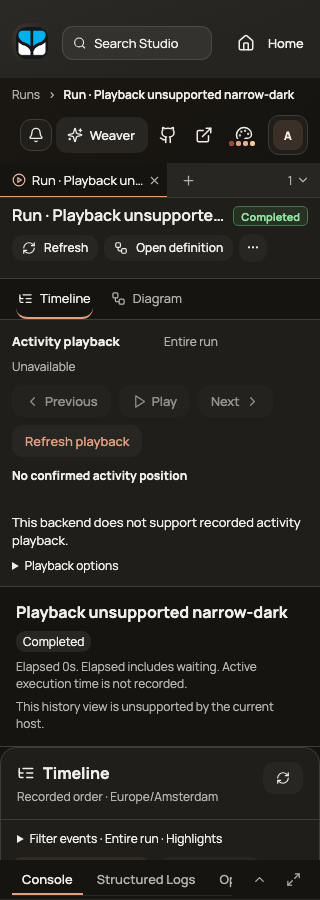 Search Studio
Home
Runs > Run · Playback unsupported narrow-dark
Weaver
A
Run · Playback un...
1
Run · Playback unsupporte...
Completed
Refresh
Open definition
Timeline
Diagram
Activity playback
Entire run
Unavailable
Previous
Play
Next
Refresh playback
No confirmed activity position
This backend does not support recorded activity
playback.
Playback options
Playback unsupported narrow-dark
Completed
Elapsed 0s. Elapsed includes waiting. Active
execution time is not recorded.
This history view is unsupported by the current
host.
Timeline
Recorded order · Europe/Amsterdam
Filter events · Entire run · Highlights
Console
Structured Logs